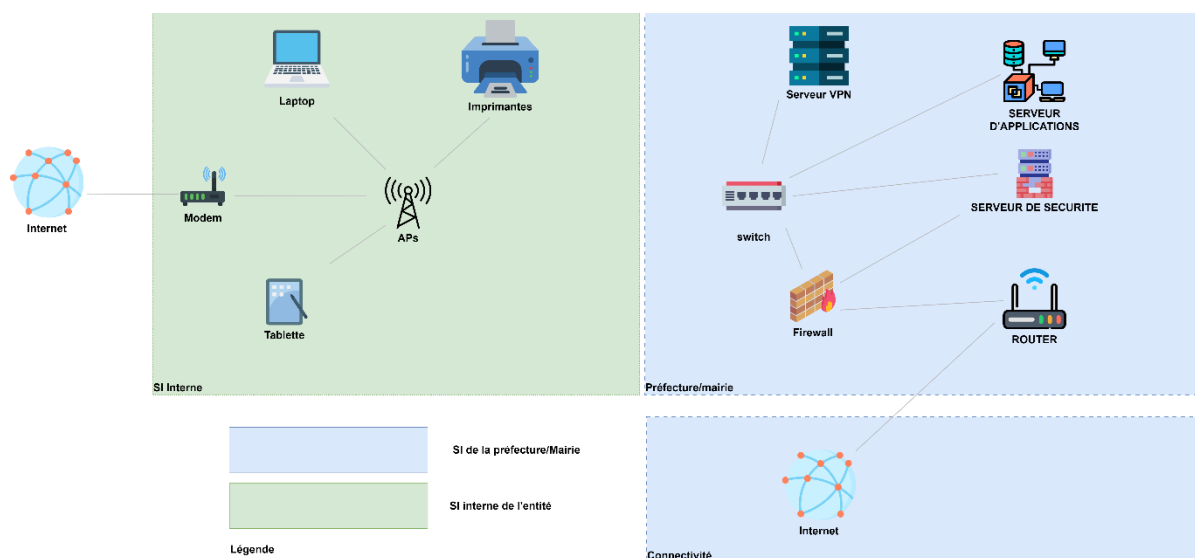 Laptop
Imprimantes
Internet
Modem
APs
Tablette
SI Interne
Serveur VPN
SERVEUR
D'APPLICATIONS
switch
SERVEUR DE SECURITE
Firewall
ROUTER
Préfecture/mairie
SI de la préfecture/Mairie
SI interne de l'entité
Légende
Internet
Connectivité